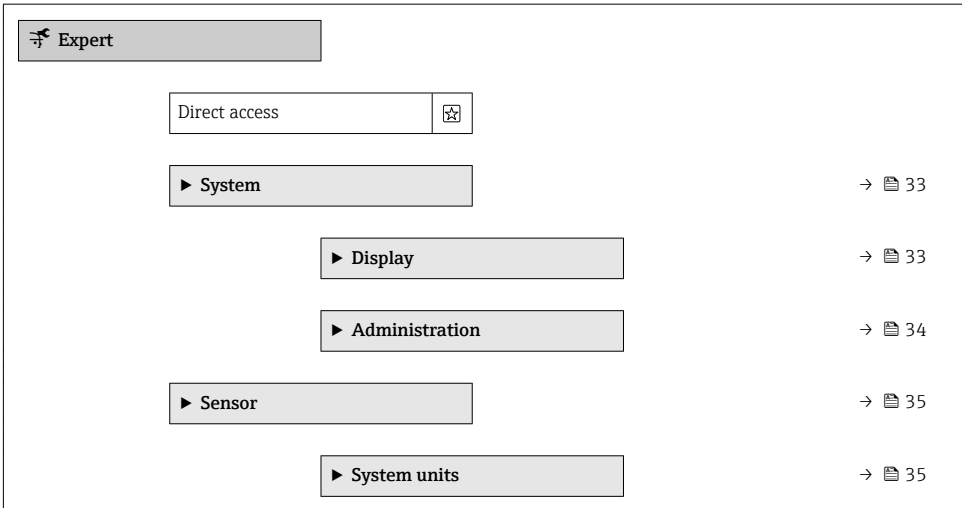 Expert
Direct access
▶ System → 33
▶ Display → 33
▶ Administration → 34
▶ Sensor → 35
▶ System units → 35